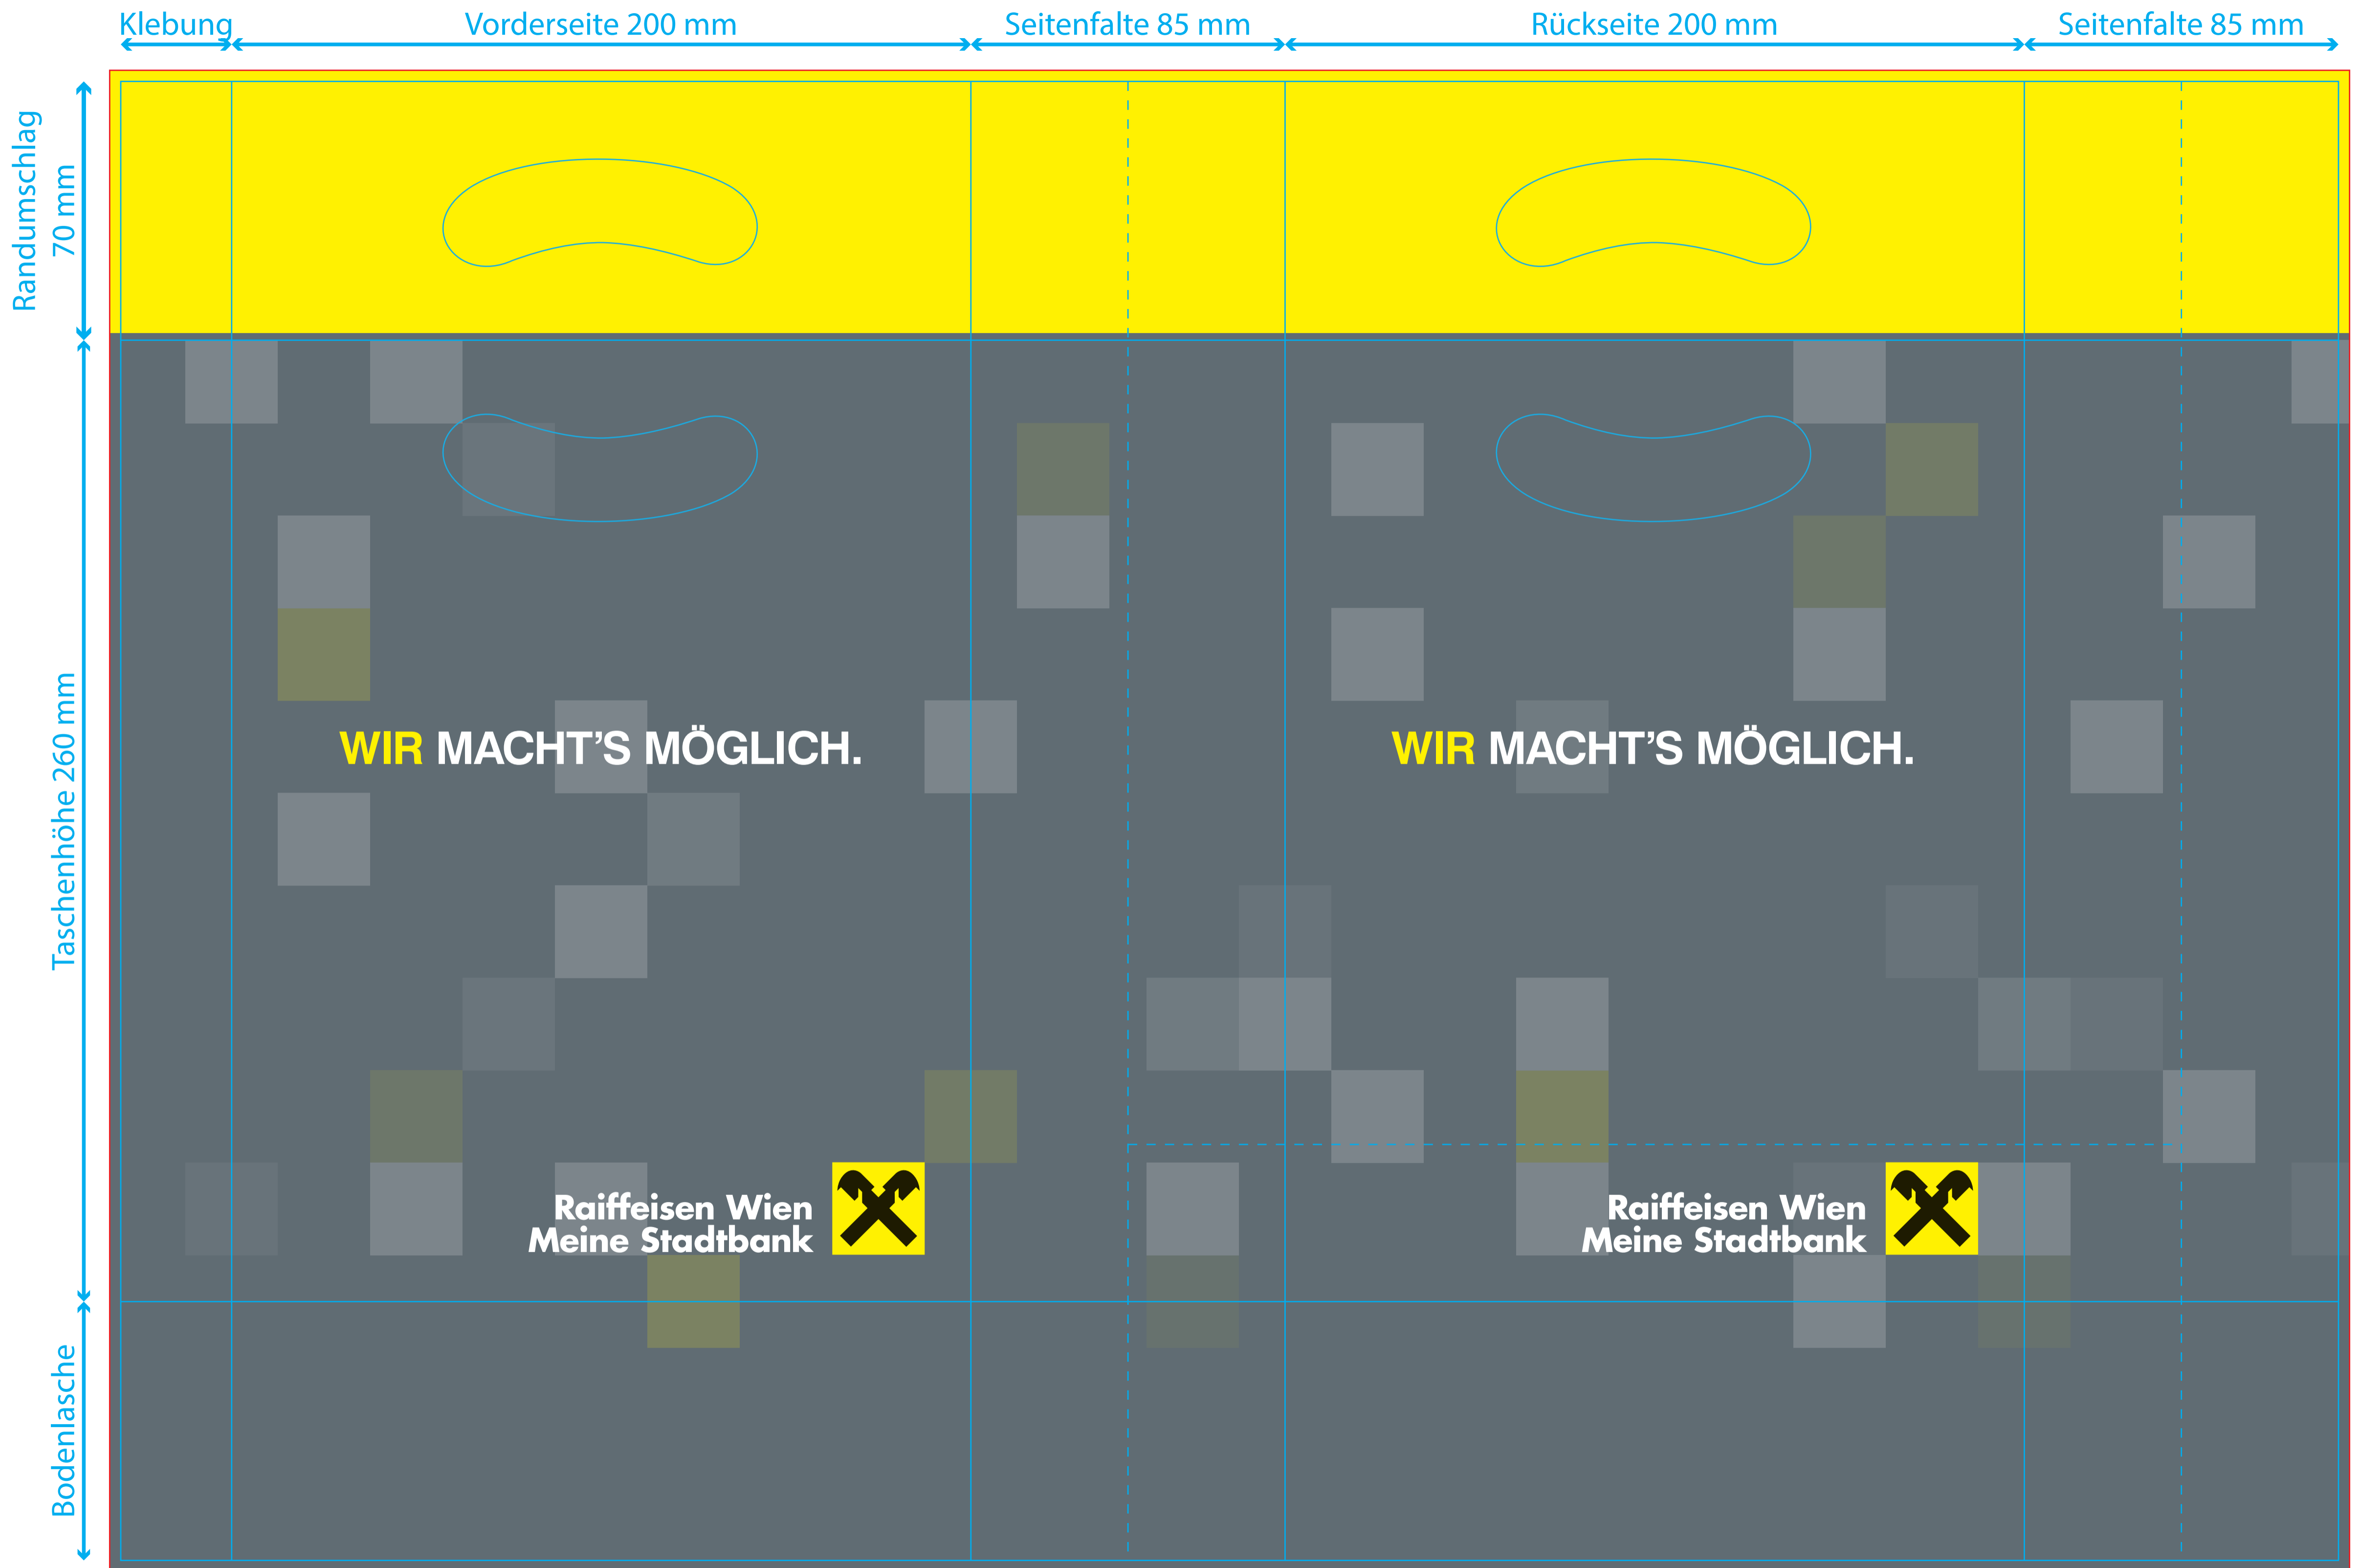 Klebung
Vorderseite 200 mm
Seitenfalte 85 mm
Rückseite 200 mm
Seitenfalte 85 mm
Randumschlag
70 mm
Taschenhöhe 260 mm
Bodenlasche
WIR MACHT’S MÖGLICH.
WIR MACHT’S MÖGLICH.
Raiffeisen Wien
Meine Stadtbank
Raiffeisen Wien
Meine Stadtbank